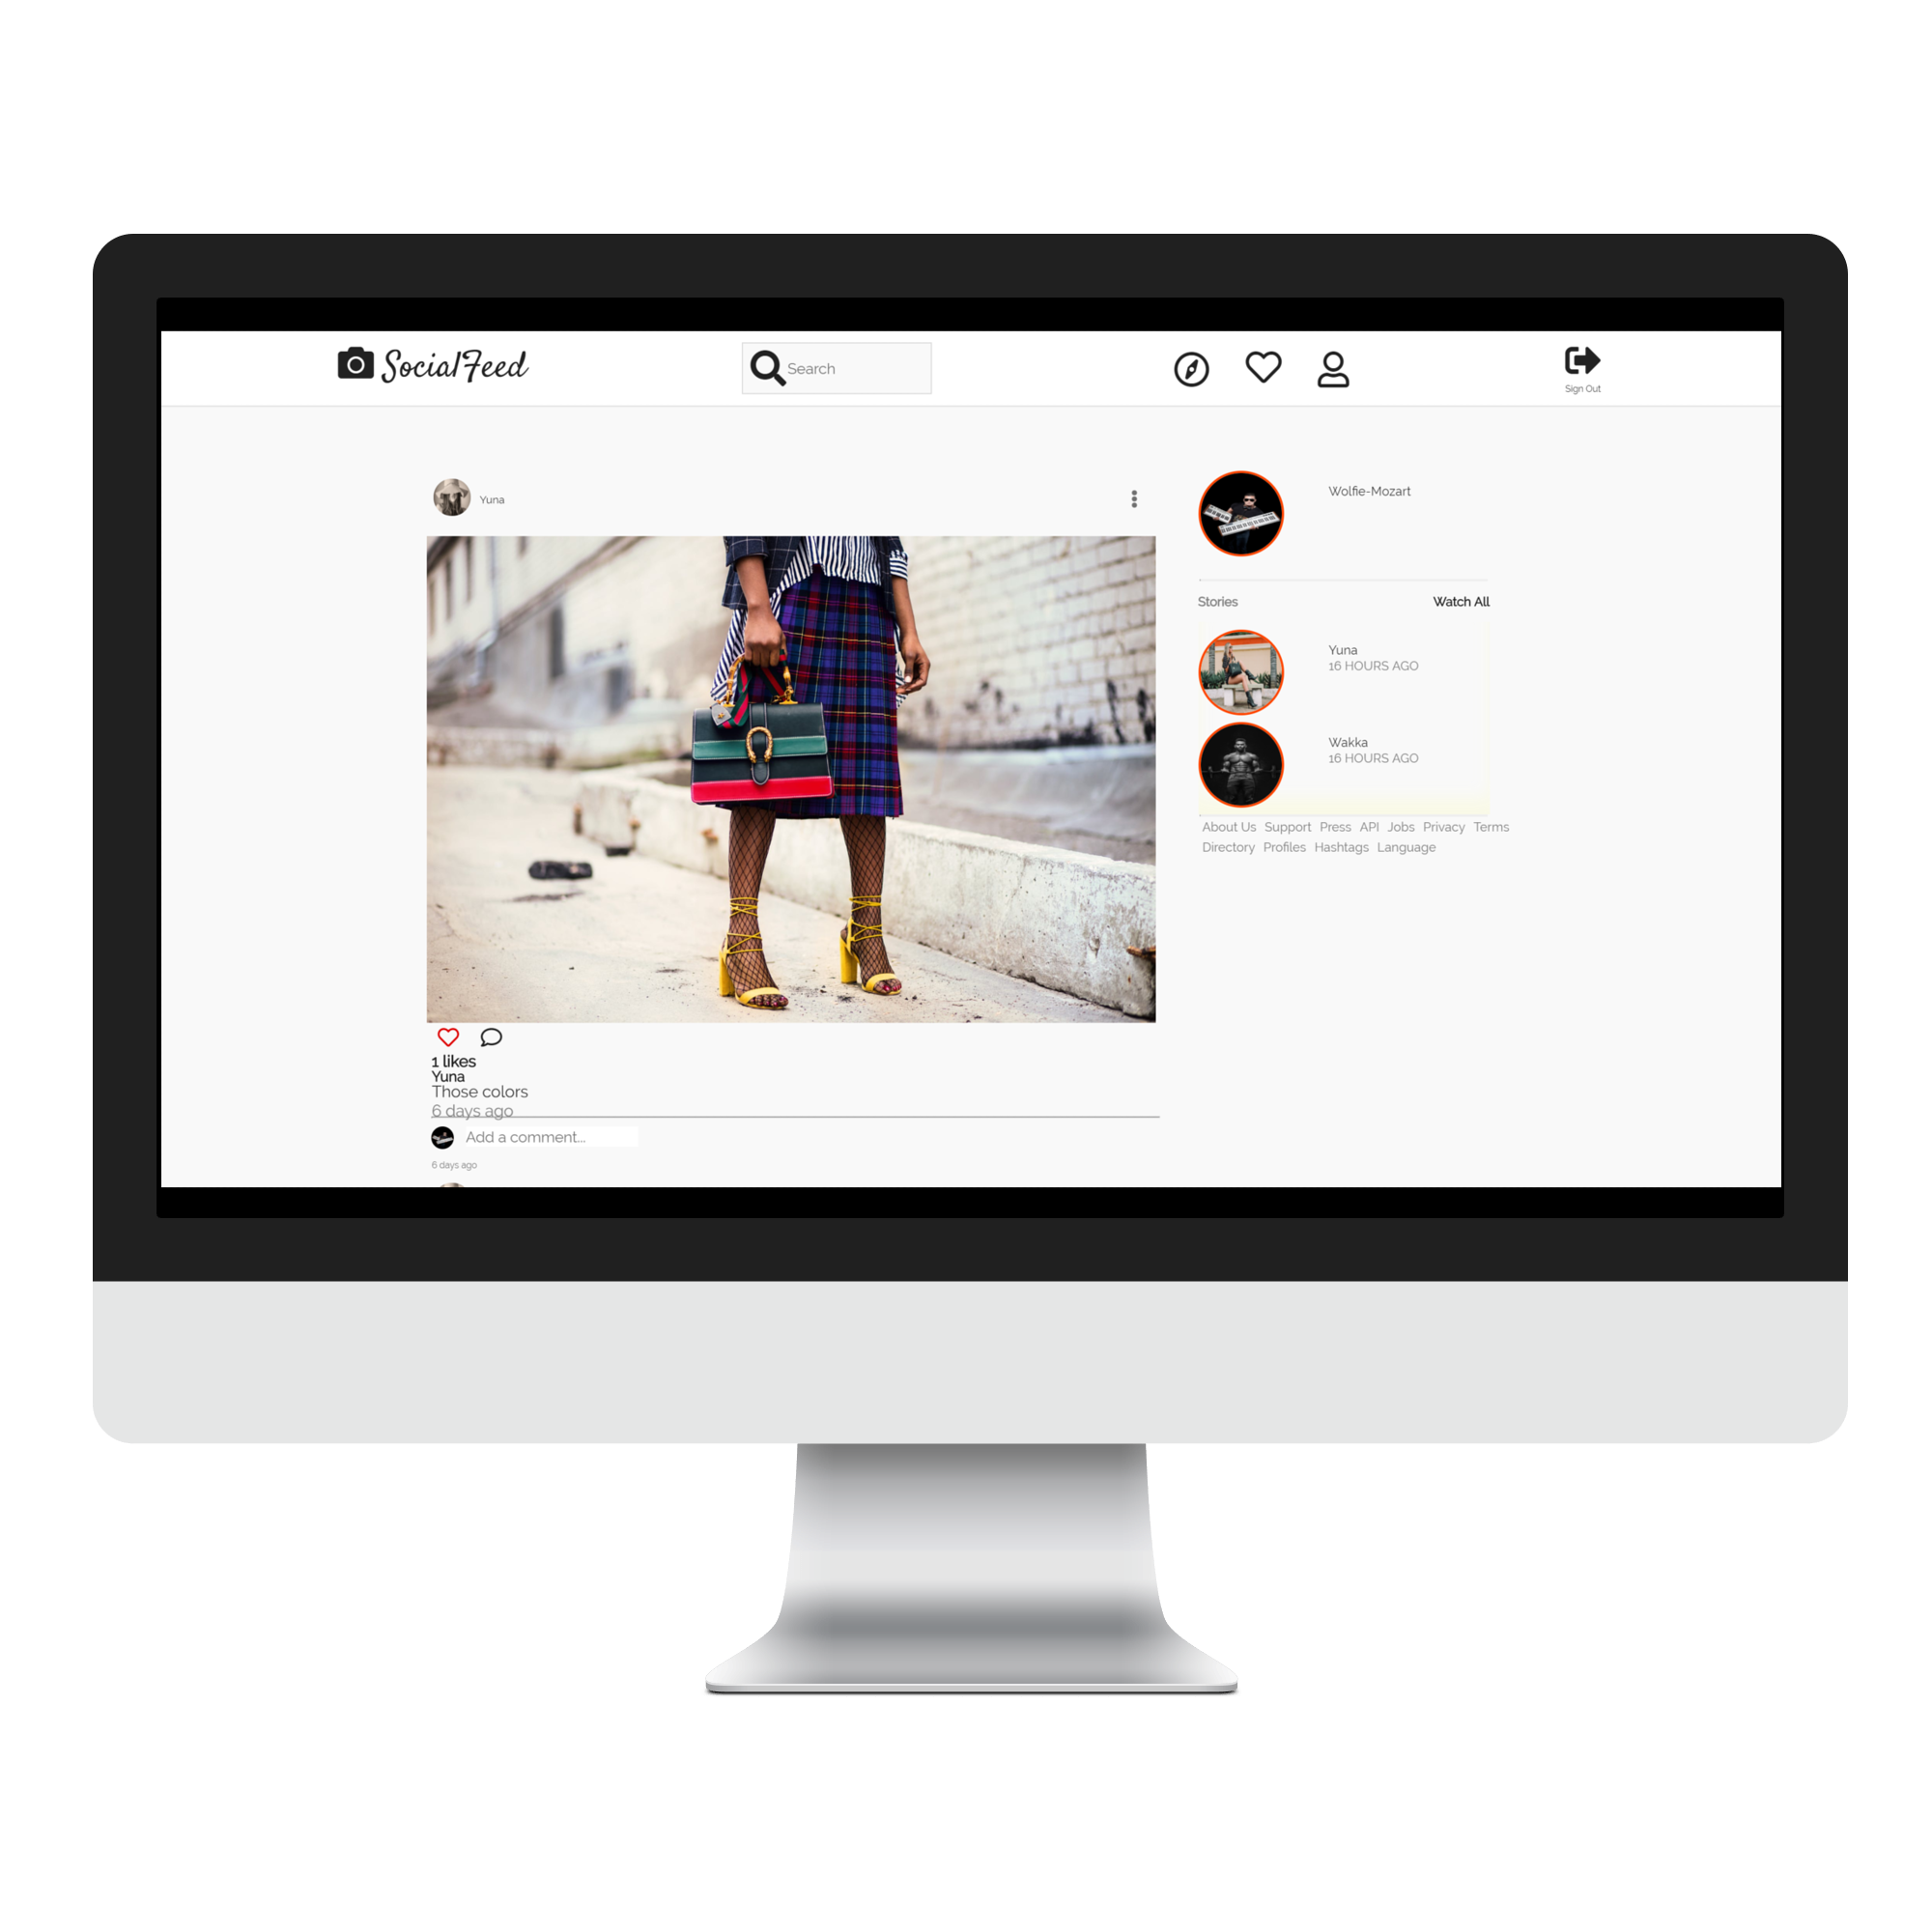 SocialFeed
Search
Sign Out
Yuna
Wolfie-Mozart
Stories Watch All
Yuna
16 HOURS AGO
Wakka
16 HOURS AGO
About Us Support Press API Jobs Privacy Terms
Directory Profiles Hashtags Language
1 likes
Yuna
Those colors
6 days ago
Add a comment...
6 days ago